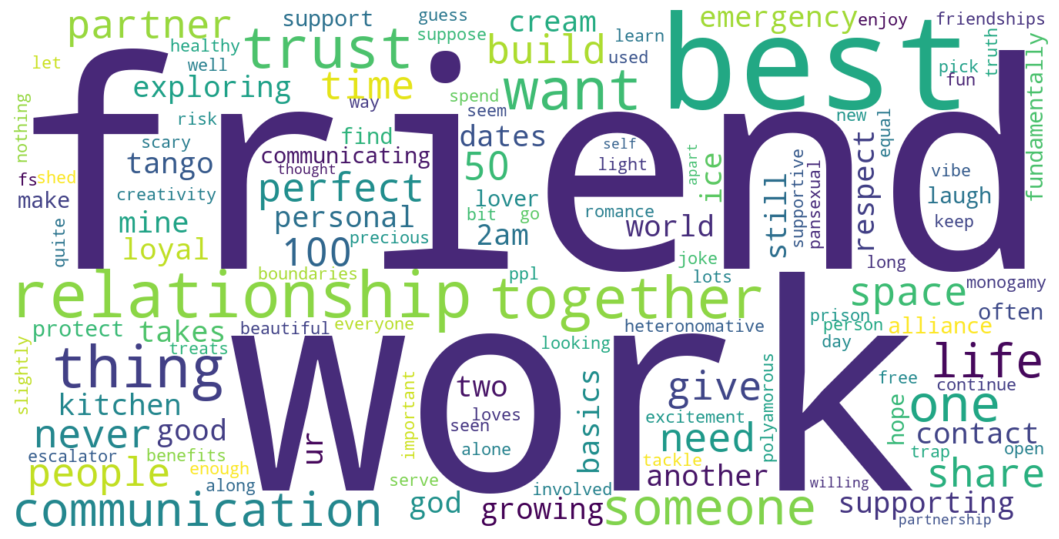 partner
support
guess
suppose
cream
learn
used
emergency
enjoy
friendships
let
healthy
well
trust
build
best
pick
fun
truth
exploring
time
way
spend
want
friend
nothing
risk
scary
tango
creativity
find
communicating
thought
seem
dates
50
self
light
apart
ice
new
equal
respect
vibe
laugh
keep
fundamentally
fs
shed
make
quite
mine
loyal
perfect
personal
100
precious
lover
bit
go
2am
romance
world
still
supportive
pansexual
joke
lots
long
boundaries
ppl
relationship
together
space
monogamy
often
protect
takes
treats
beautiful
everyone
looking
heteronomative
prison
person
day
alliance
slightly
thing
kitchen
work
important
two
loves
seen
alone
basics
give
excitement
need
polyamorous
life
free
continue
one
hope
contact
never
good
escalator
benefits
people
enough
along
ur
tackle
another
trap
open
share
communication
serve
god
involved
growing
someone
willing
supporting
partnership